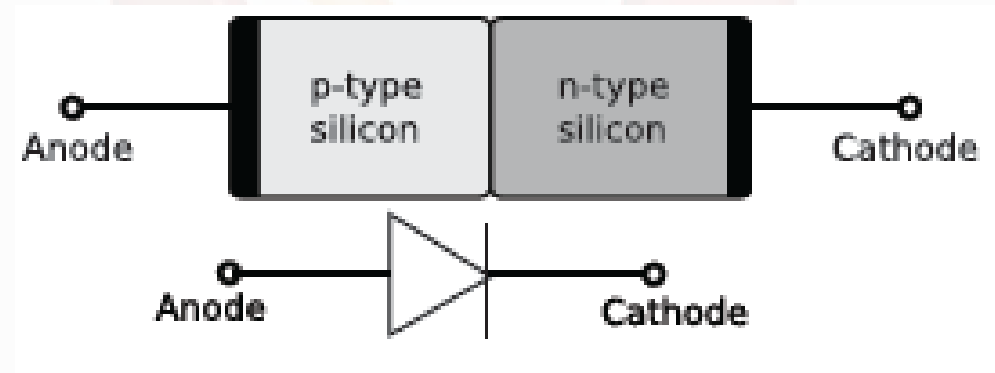 p-type
silicon
n-type
silicon
Anode
Cathode
Anode
Cathode